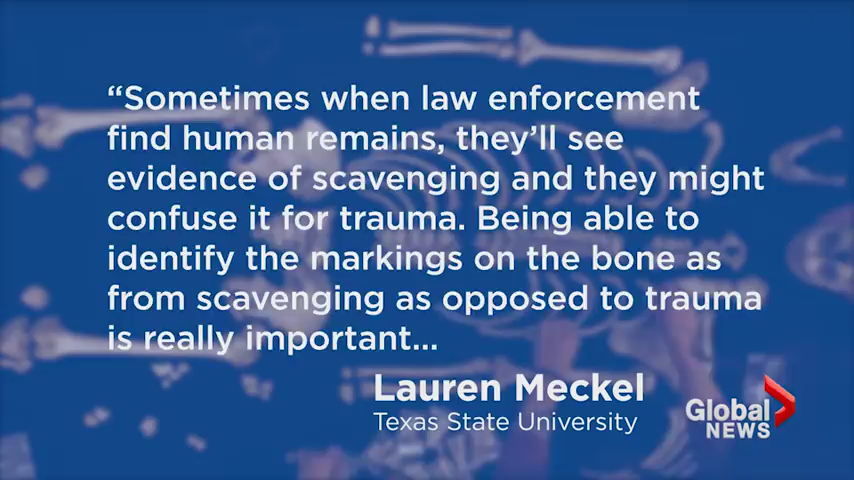 “Sometimes when law enforcement
find human remains, they’ll see
evidence of scavenging and they might
confuse it for trauma. Being able to
identify the markings on the bone as
from scavenging as opposed to trauma
is really important...
Lauren Meckel
Texas State University
Global
NEWS